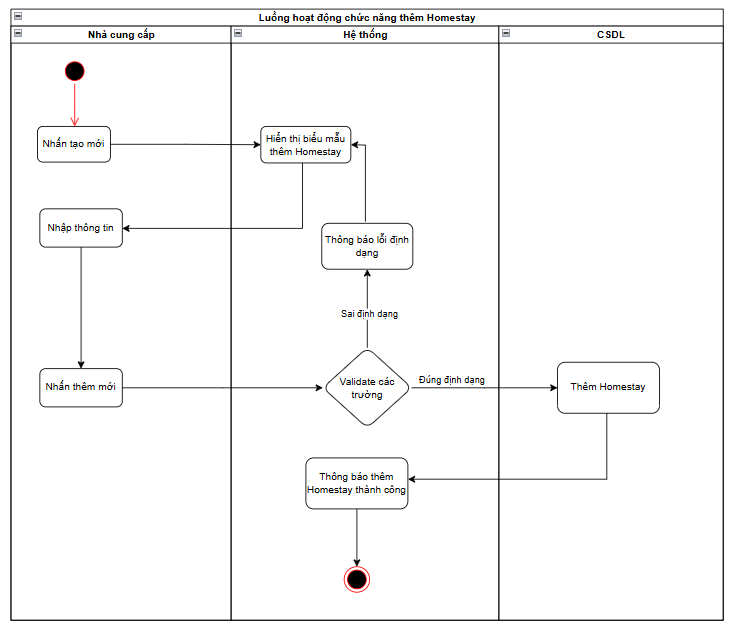 Luồng hoạt động chức năng thêm Homestay
Nhà cung cấp
Hệ thống
CSDL
Nhấn tạo mới
Hiển thị biểu mẫu
thêm Homestay
Nhập thông tin
Thông báo lỗi định
dạng
Sai định dạng
Nhấn thêm mới
Validate các
trường
Đúng định dạng
Thêm Homestay
Thông báo thêm
Homestay thành công